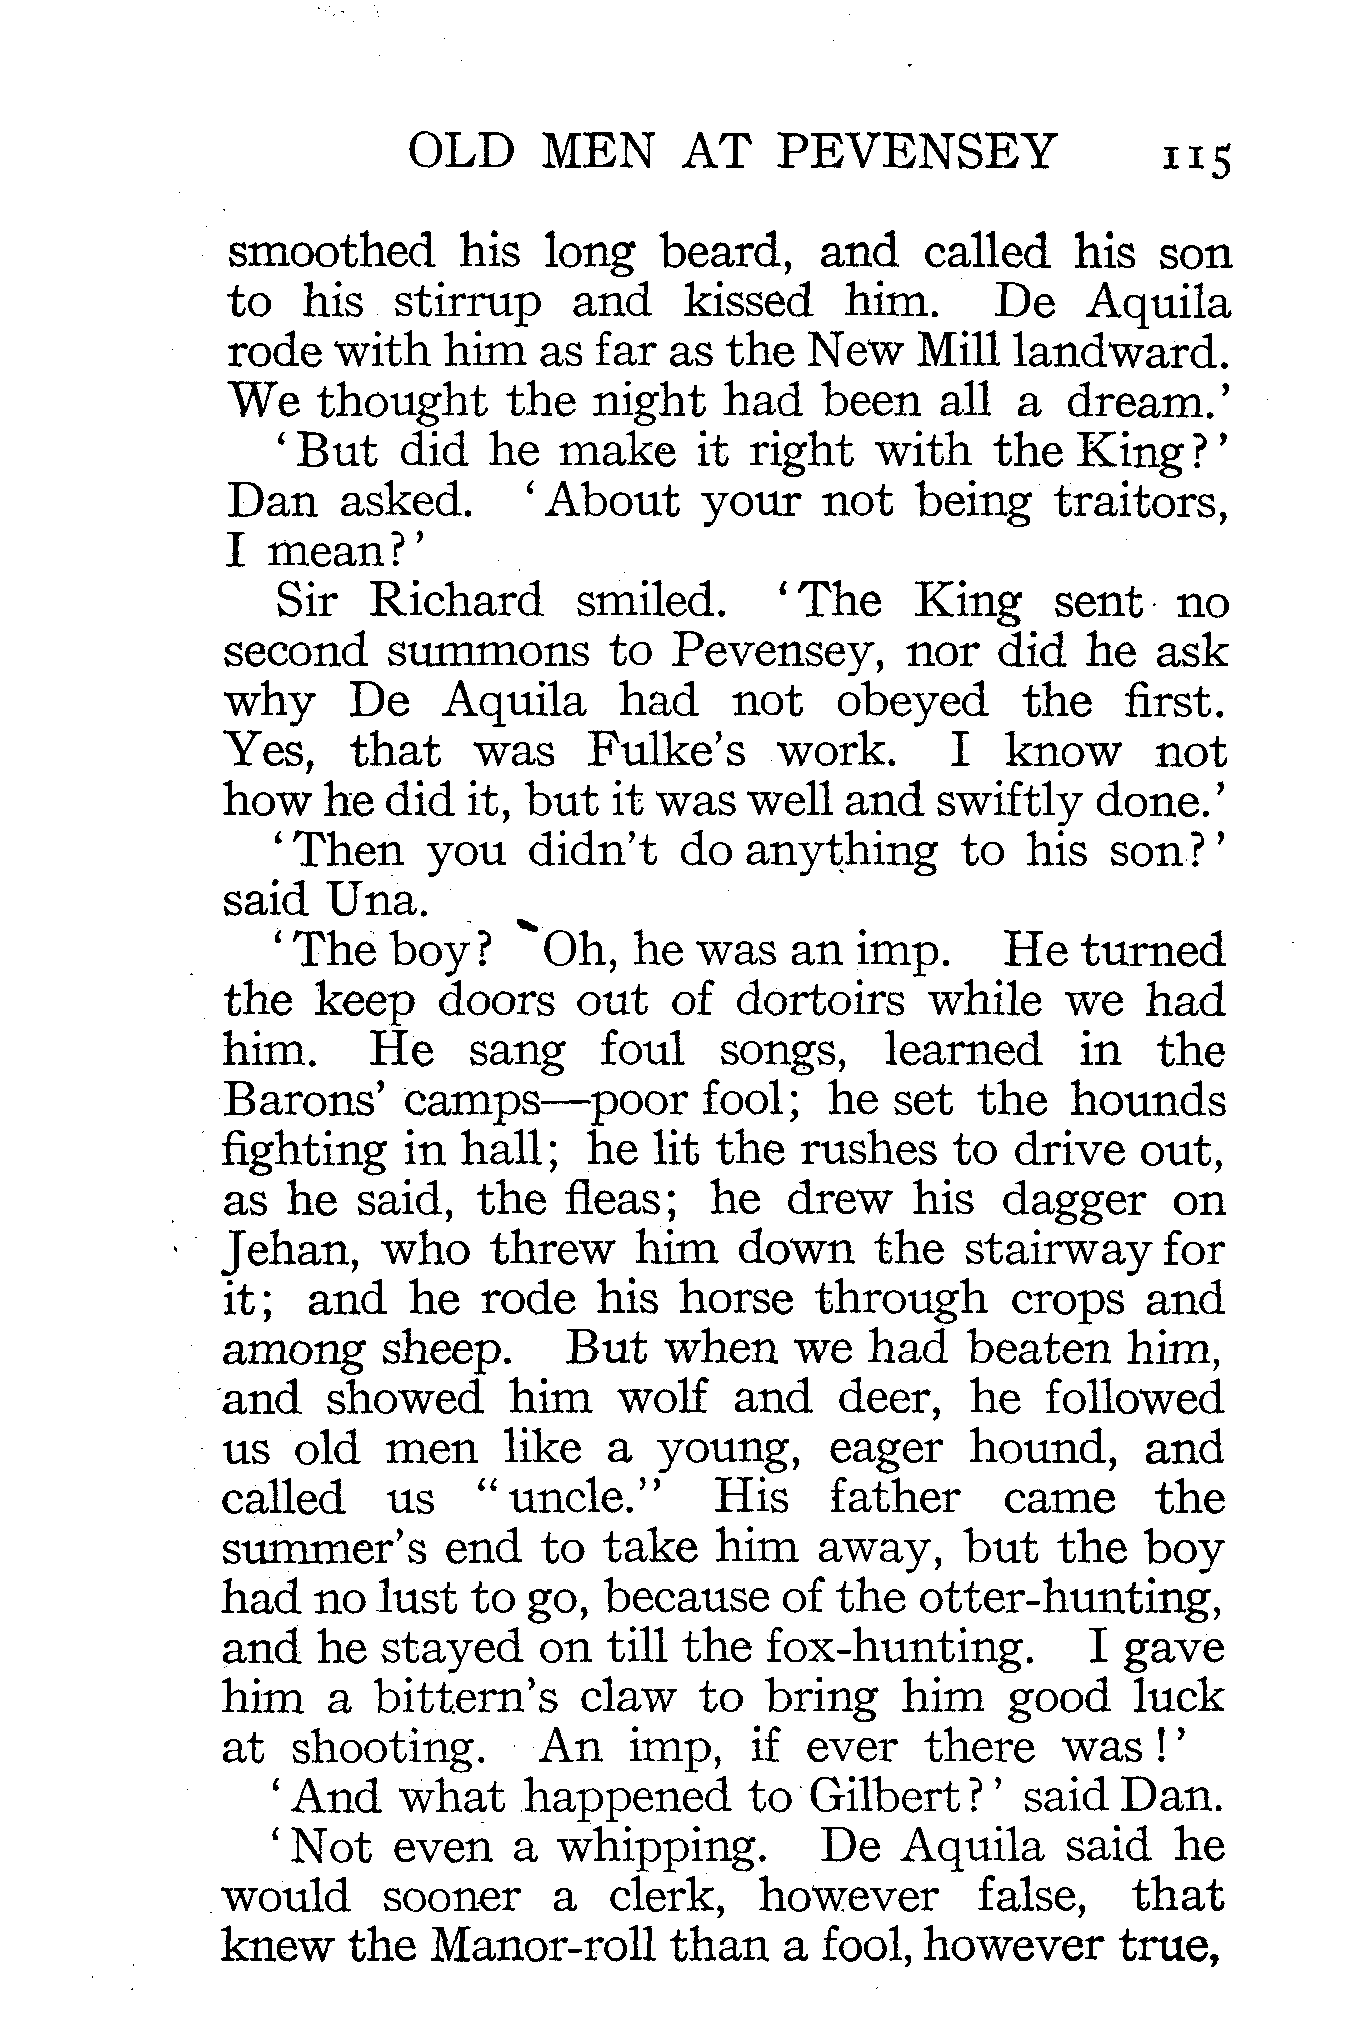 OLD MEN AT PEVENSEY 115
smoothed his long beard, and called his son
to his stirrup and kissed him. De Aquila
rode with him as far as the New Mill landward.
We thought the night had been all a dream.’
‘But did he make it right with the King?’
Dan asked. ‘About your not being traitors,
I mean?’
Sir Richard smiled. ‘The King sent no
second summons to Pevensey, nor did he ask
why De Aquila had not obeyed the first.
Yes, that was Fulke’s work. I know not
how he did it, but it was well and swiftly done.’
‘Then you didn’t do anything to his son?’
said Una.
‘The boy? Oh, he was an imp. He turned
the keep doors out of dortoirs while we had
him. He sang foul songs, learned in the
Barons’ camps—poor fool; he set the hounds
fighting in hall; he lit the rushes to drive out,
as he said, the fleas; he drew his dagger on
Jehan, who threw him down the stairway for
it; and he rode his horse through crops and
among sheep. But when we had beaten him,
and showed him wolf and deer, he followed
us old men like a young, eager hound, and
called us “uncle.” His father came the
summer’s end to take him away, but the boy
had no lust to go, because of the otter-hunting,
and he stayed on till the fox-hunting. I gave
him a bittern’s claw to bring him good luck
at shooting. An imp, if ever there was!’
‘And what happened to Gilbert?’ said Dan.
‘Not even a whipping. De Aquila said he
would sooner a clerk, however false, that
knew the Manor-roll than a fool, however true,